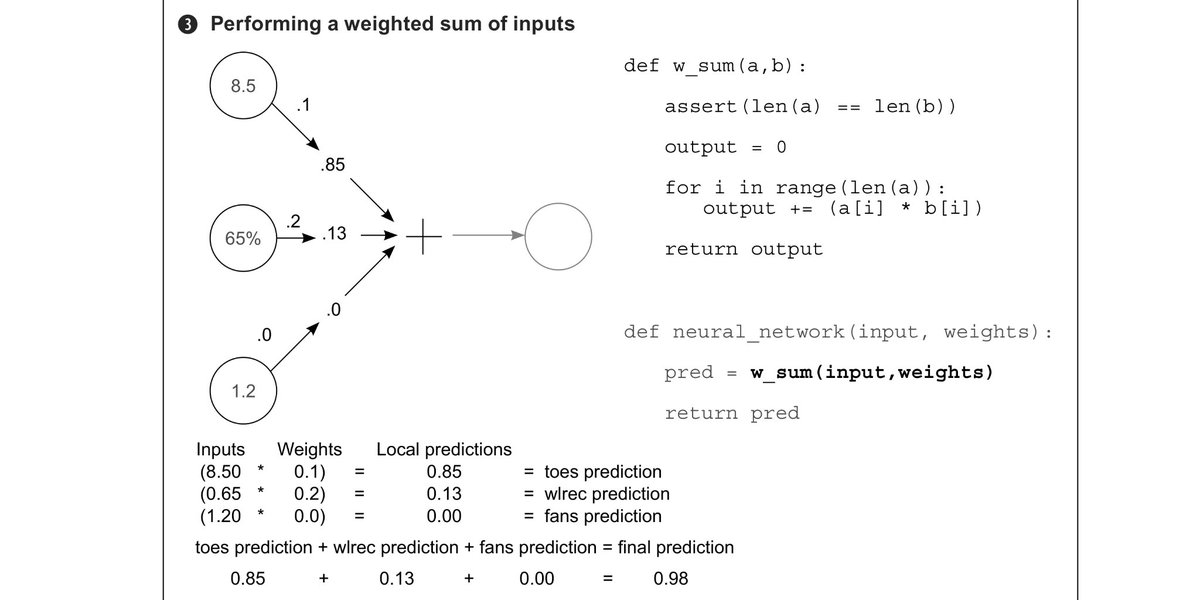 3 Performing a weighted sum of inputs
8.5
.1
.85
65%
.2
.13
.0
.0
1.2
def w_sum(a,b):
assert(len(a) == len(b))
output = 0
for i in range(len(a)):
output += (a[i] * b[i])
return output
def neural_network(input, weights):
pred = w_sum(input,weights)
return pred
Inputs Weights Local predictions
(8.50 * 0.1) = 0.85 = toes prediction
(0.65 * 0.2) = 0.13 = wlrec prediction
(1.20 * 0.0) = 0.00 = fans prediction
toes prediction + wlrec prediction + fans prediction = final prediction
0.85 + 0.13 + 0.00 = 0.98